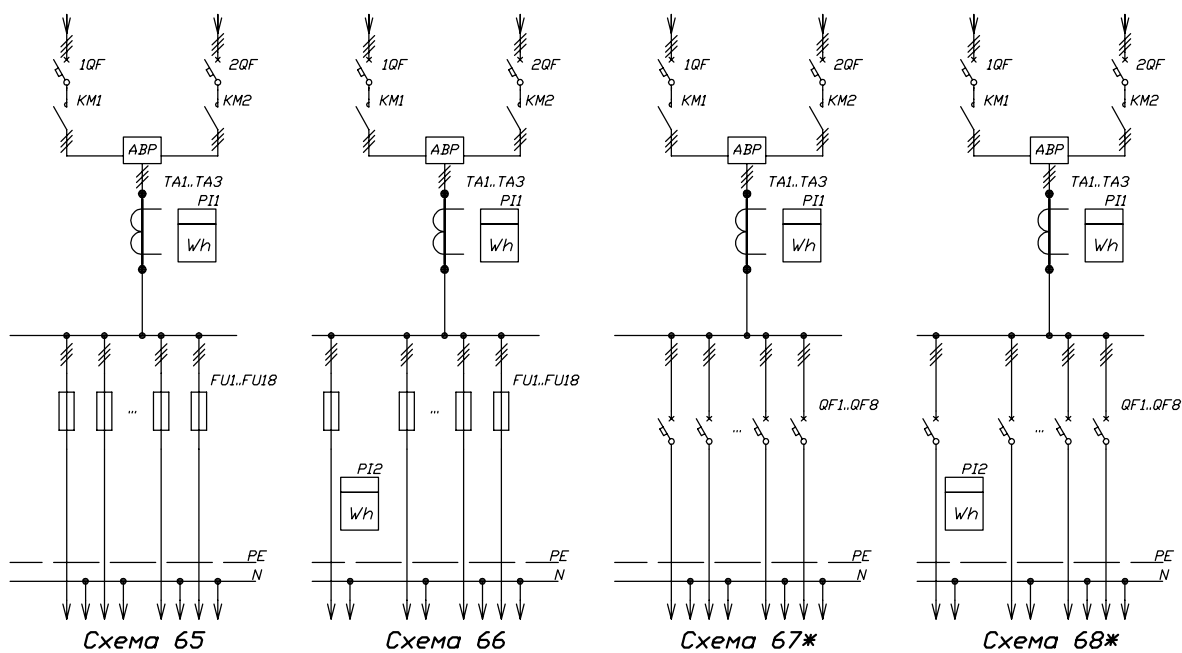 1QF 2QF 1QF 2QF 1QF 2QF 1QF 2QF
KM1 KM2 KM1 KM2 KM1 KM2 KM1 KM2
АВР АВР АВР АВР
TA1..TA3 TA1..TA3 TA1..TA3 TA1..TA3
PI1 PI1 PI1 PI1
Wh Wh Wh Wh
FU1..FU18 FU1..FU18
QF1..QF8 QF1..QF8
...
...
...
...
PI2 PI2
Wh Wh
PE PE PE PE
N N N N
Схема 65 Схема 66 Схема 67* Схема 68*